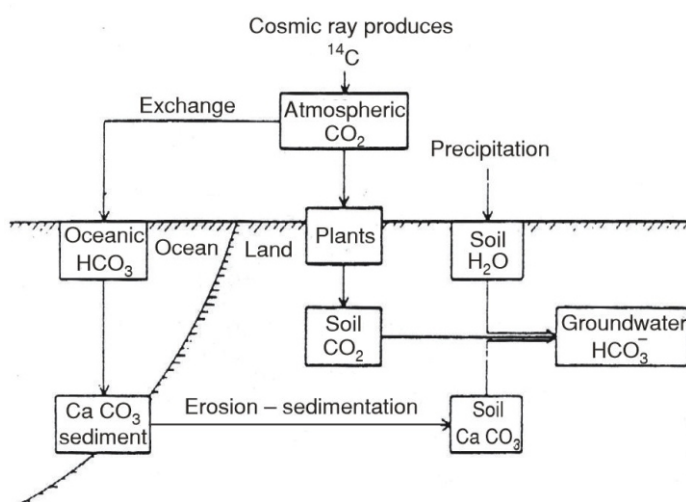 Cosmic ray produces
¹⁴C
Exchange
Atmospheric
CO₂
Precipitation
Oceanic
HCO₃
Ocean
Land
Plants
Soil
H₂O
Soil
CO₂
Groundwater
HCO₃⁻
Ca CO₃
sediment
Erosion – sedimentation
Soil
Ca CO₃